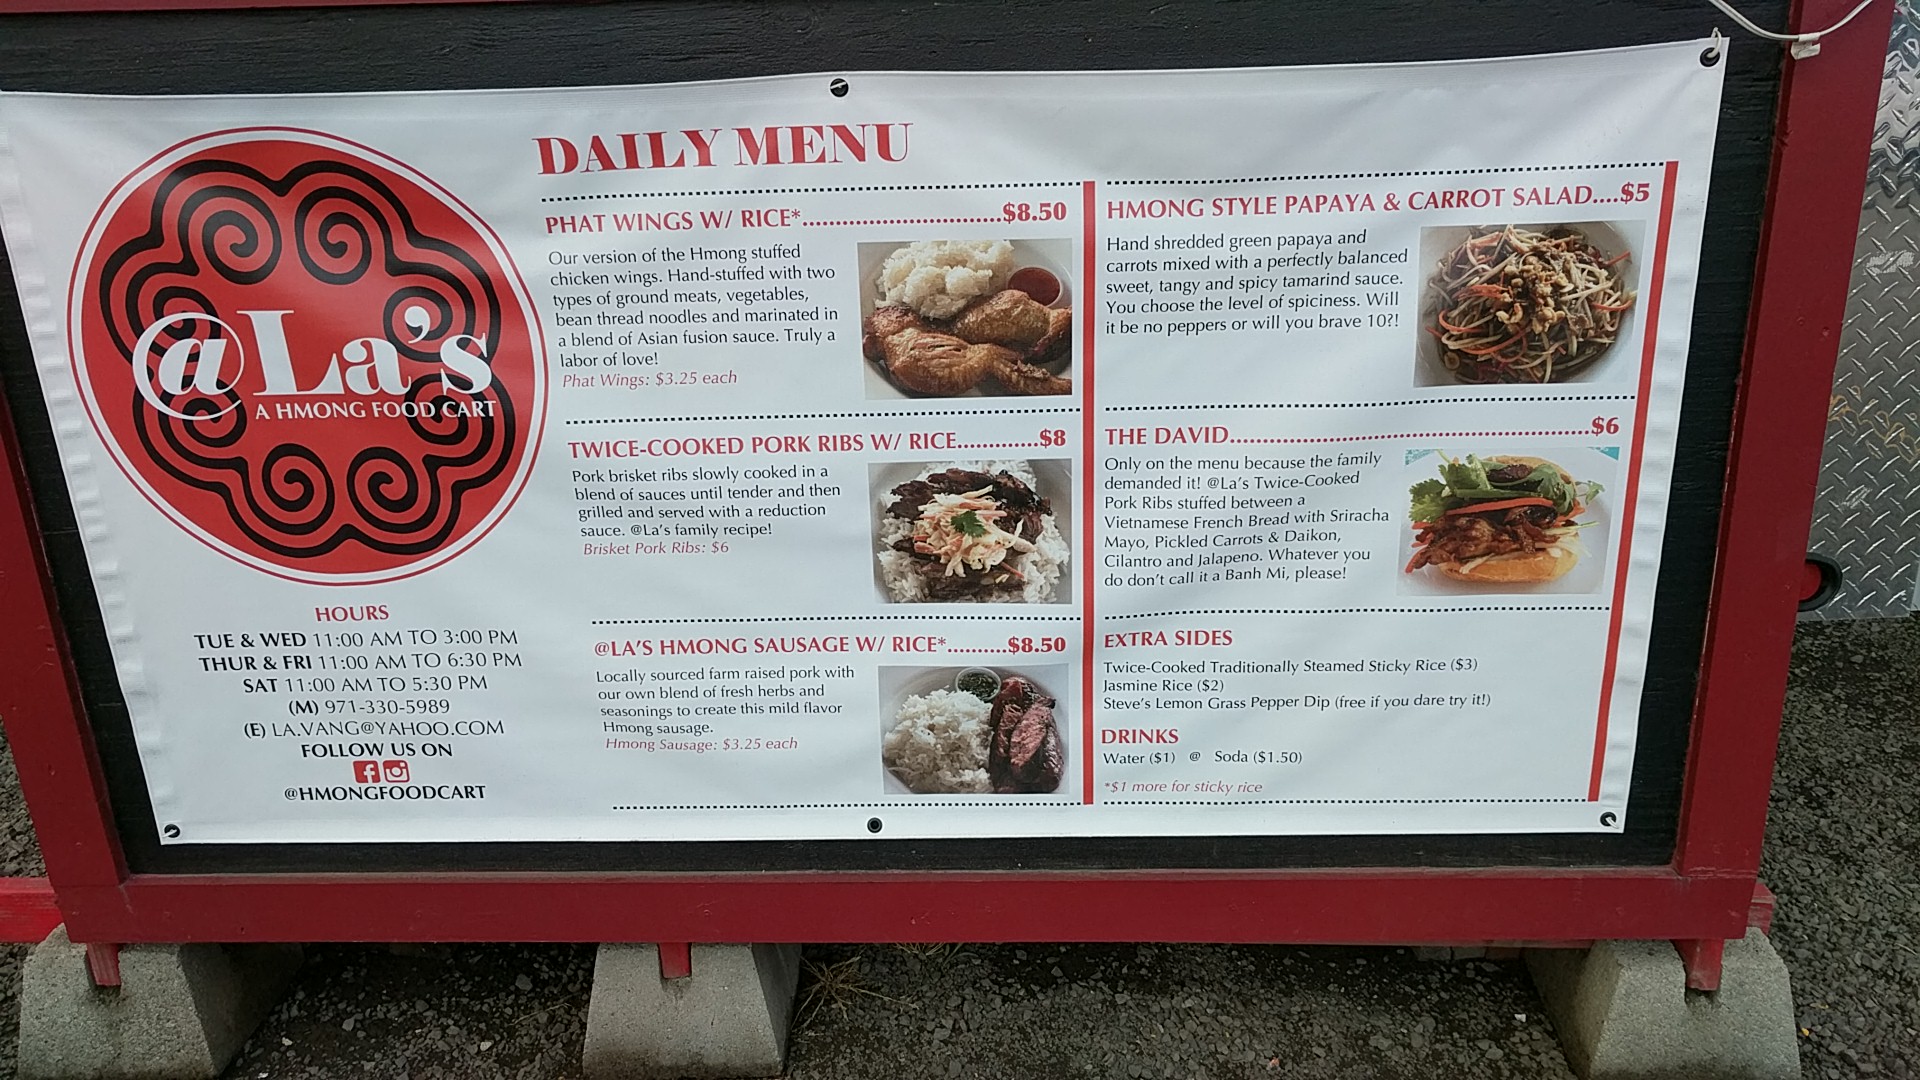 @La's
A HMONG FOOD CART
HOURS
TUE & WED 11:00 AM TO 3:00 PM
THUR & FRI 11:00 AM TO 6:30 PM
SAT 11:00 AM TO 5:30 PM
(M) 971-330-5989
(E) LA.VANG@YAHOO.COM
FOLLOW US ON
@HMONGFOODCART
DAILY MENU
PHAT WINGS W/ RICE*..............................$8.50
Our version of the Hmong stuffed
chicken wings. Hand-stuffed with two
types of ground meats, vegetables,
bean thread noodles and marinated in
a blend of Asian fusion sauce. Truly a
labor of love!
Phat Wings: $3.25 each
TWICE-COOKED PORK RIBS W/ RICE.............$8
Pork brisket ribs slowly cooked in a
blend of sauces until tender and then
grilled and served with a reduction
sauce. @La's family recipe!
Brisket Pork Ribs: $6
@LA'S HMONG SAUSAGE W/ RICE*..........$8.50
Locally sourced farm raised pork with
our own blend of fresh herbs and
seasonings to create this mild flavor
Hmong sausage.
Hmong Sausage: $3.25 each
HMONG STYLE PAPAYA & CARROT SALAD....$5
Hand shredded green papaya and
carrots mixed with a perfectly balanced
sweet, tangy and spicy tamarind sauce.
You choose the level of spiciness. Will
it be no peppers or will you brave 10?!
THE DAVID.......................................................$6
Only on the menu because the family
demanded it! @La's Twice-Cooked
Pork Ribs stuffed between a
Vietnamese French Bread with Sriracha
Mayo, Pickled Carrots & Daikon,
Cilantro and Jalapeno. Whatever you
do don't call it a Banh Mi, please!
EXTRA SIDES
Twice-Cooked Traditionally Steamed Sticky Rice ($3)
Jasmine Rice ($2)
Steve's Lemon Grass Pepper Dip (free if you dare try it!)
DRINKS
Water ($1) @ Soda ($1.50)
*$1 more for sticky rice